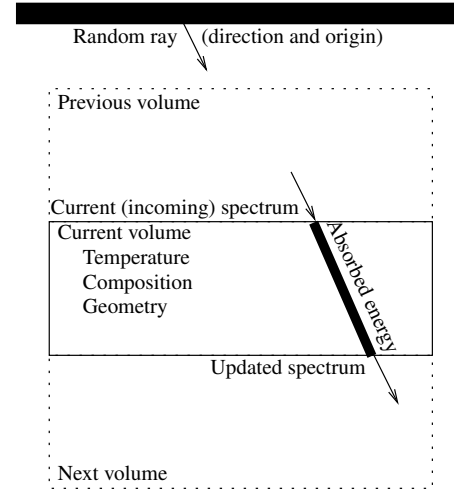 Random ray (direction and origin)
Previous volume
Current (incoming) spectrum
Current volume
Temperature
Composition
Geometry
Absorbed energy
Updated spectrum
Next volume